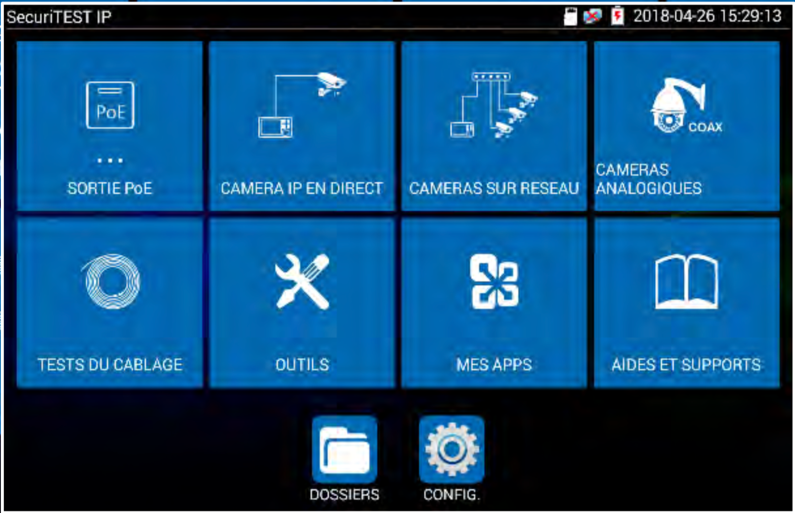 SecuriTEST IP
2018-04-26 15:29:13
PoE
...
SORTIE PoE
CAMERA IP EN DIRECT
CAMERAS SUR RESEAU
COAX
CAMERAS
ANALOGIQUES
TESTS DU CABLAGE
OUTILS
MES APPS
AIDES ET SUPPORTS
DOSSIERS
CONFIG.